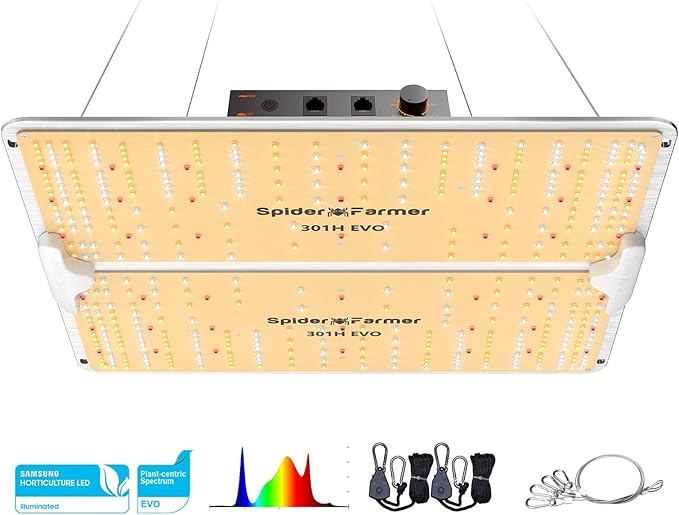 Spider Farmer
301H EVO
Spider Farmer
301H EVO
SAMSUNG
HORTICULTURE LED
Illuminated
Plant-centric
Spectrum
EVO